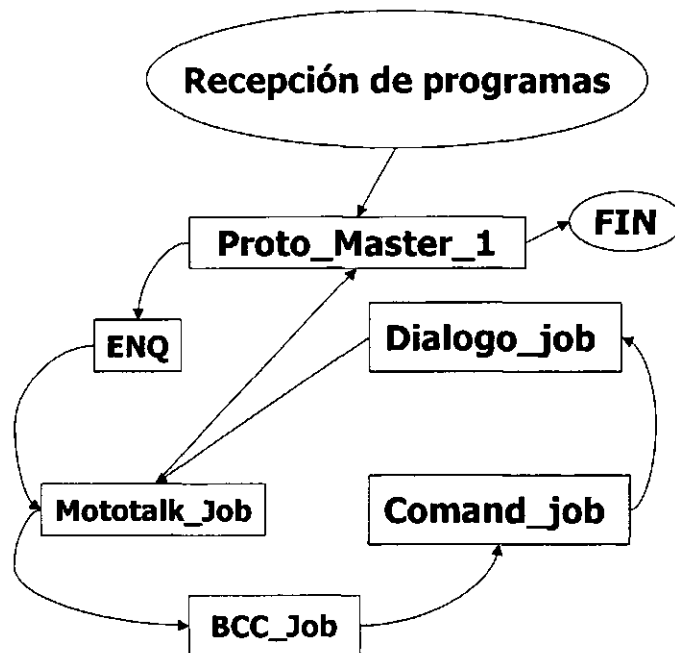 Recepción de programas
Proto_Master_1
FIN
ENQ
Dialogo_job
Mototalk_Job
Comand_job
BCC_Job